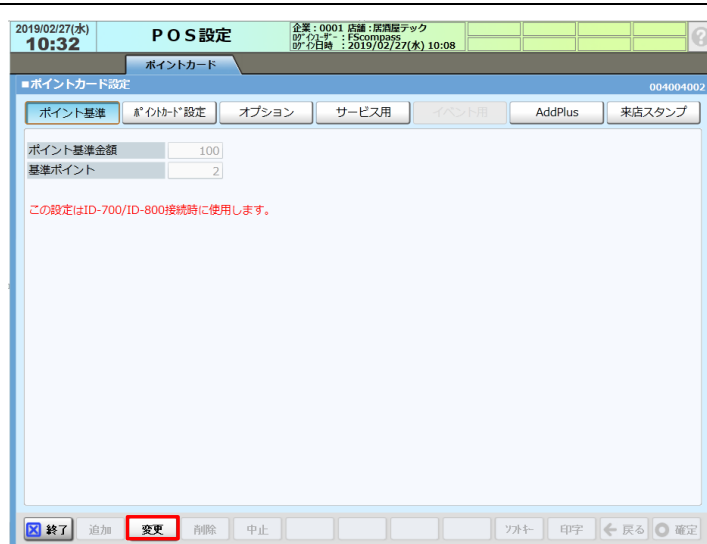 2019/02/27(水)
10:32
ＰＯＳ設定
企業：0001 店舗：居酒屋テック
ﾛｸﾞｲﾝﾕｰｻﾞｰ：FScompass
ﾛｸﾞｲﾝ日時 ：2019/02/27(水) 10:08
ポイントカード
■ポイントカード設定 004004002
ポイント基準 ﾎﾟｲﾝﾄｶｰﾄﾞ設定 オプション サービス用 イベント用 AddPlus 来店スタンプ
ポイント基準金額 100
基準ポイント 2
この設定はID-700/ID-800接続時に使用します。
終了 追加 変更 削除 中止 ｿﾌﾄｷｰ 印字 戻る 確定